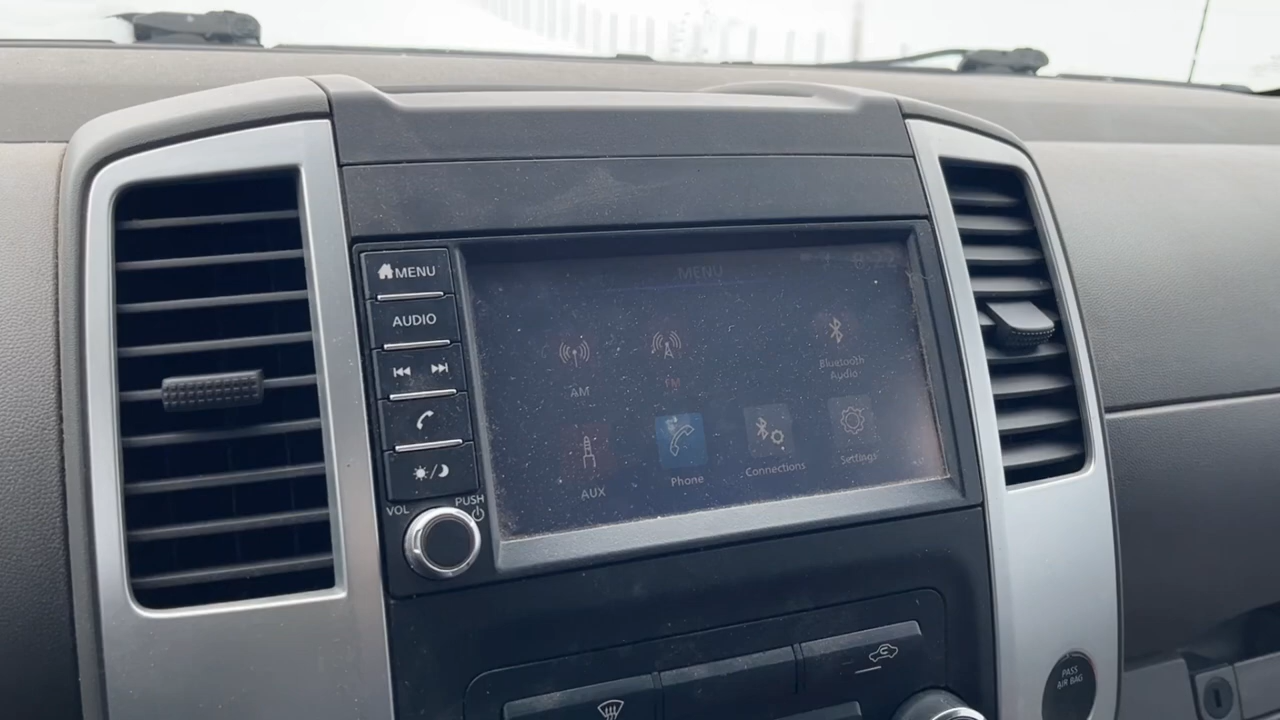 MENU
MENU
AUDIO
AM
FM
Bluetooth
Audio
AUX
Phone
Connections
Settings
VOL
PUSH
PASS
AIR BAG